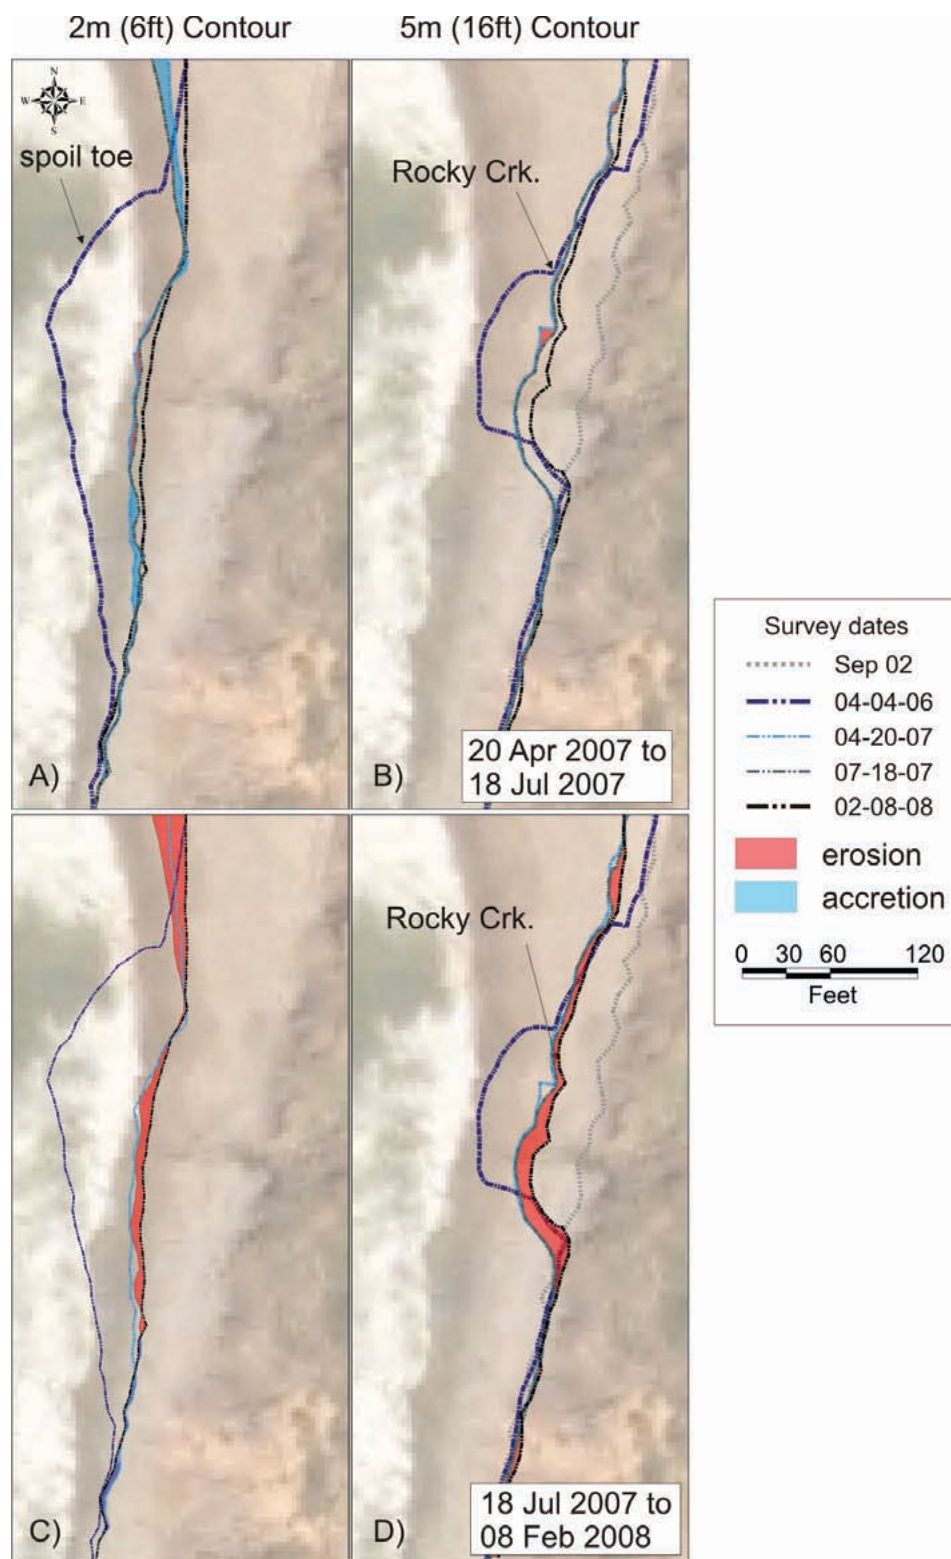 2m (6ft) Contour
5m (16ft) Contour
N
W E
S
spoil toe
A)
Rocky Crk.
B)
20 Apr 2007 to
18 Jul 2007
C)
Rocky Crk.
D)
18 Jul 2007 to
08 Feb 2008
Survey dates
Sep 02
04-04-06
04-20-07
07-18-07
02-08-08
erosion
accretion
0 30 60 120
Feet